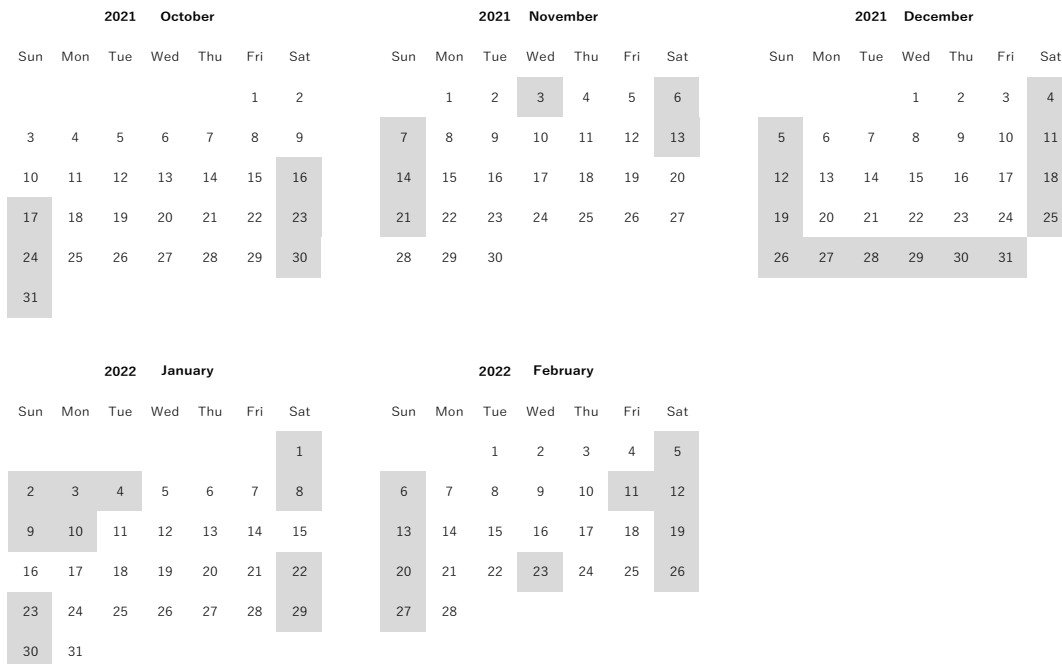 2021 October
Sun Mon Tue Wed Thu Fri Sat
1 2
3 4 5 6 7 8 9
10 11 12 13 14 15 16
17 18 19 20 21 22 23
24 25 26 27 28 29 30
31
2021 November
Sun Mon Tue Wed Thu Fri Sat
1 2 3 4 5 6
7 8 9 10 11 12 13
14 15 16 17 18 19 20
21 22 23 24 25 26 27
28 29 30
2021 December
Sun Mon Tue Wed Thu Fri Sat
1 2 3 4
5 6 7 8 9 10 11
12 13 14 15 16 17 18
19 20 21 22 23 24 25
26 27 28 29 30 31
2022 January
Sun Mon Tue Wed Thu Fri Sat
1
2 3 4 5 6 7 8
9 10 11 12 13 14 15
16 17 18 19 20 21 22
23 24 25 26 27 28 29
30 31
2022 February
Sun Mon Tue Wed Thu Fri Sat
1 2 3 4 5
6 7 8 9 10 11 12
13 14 15 16 17 18 19
20 21 22 23 24 25 26
27 28